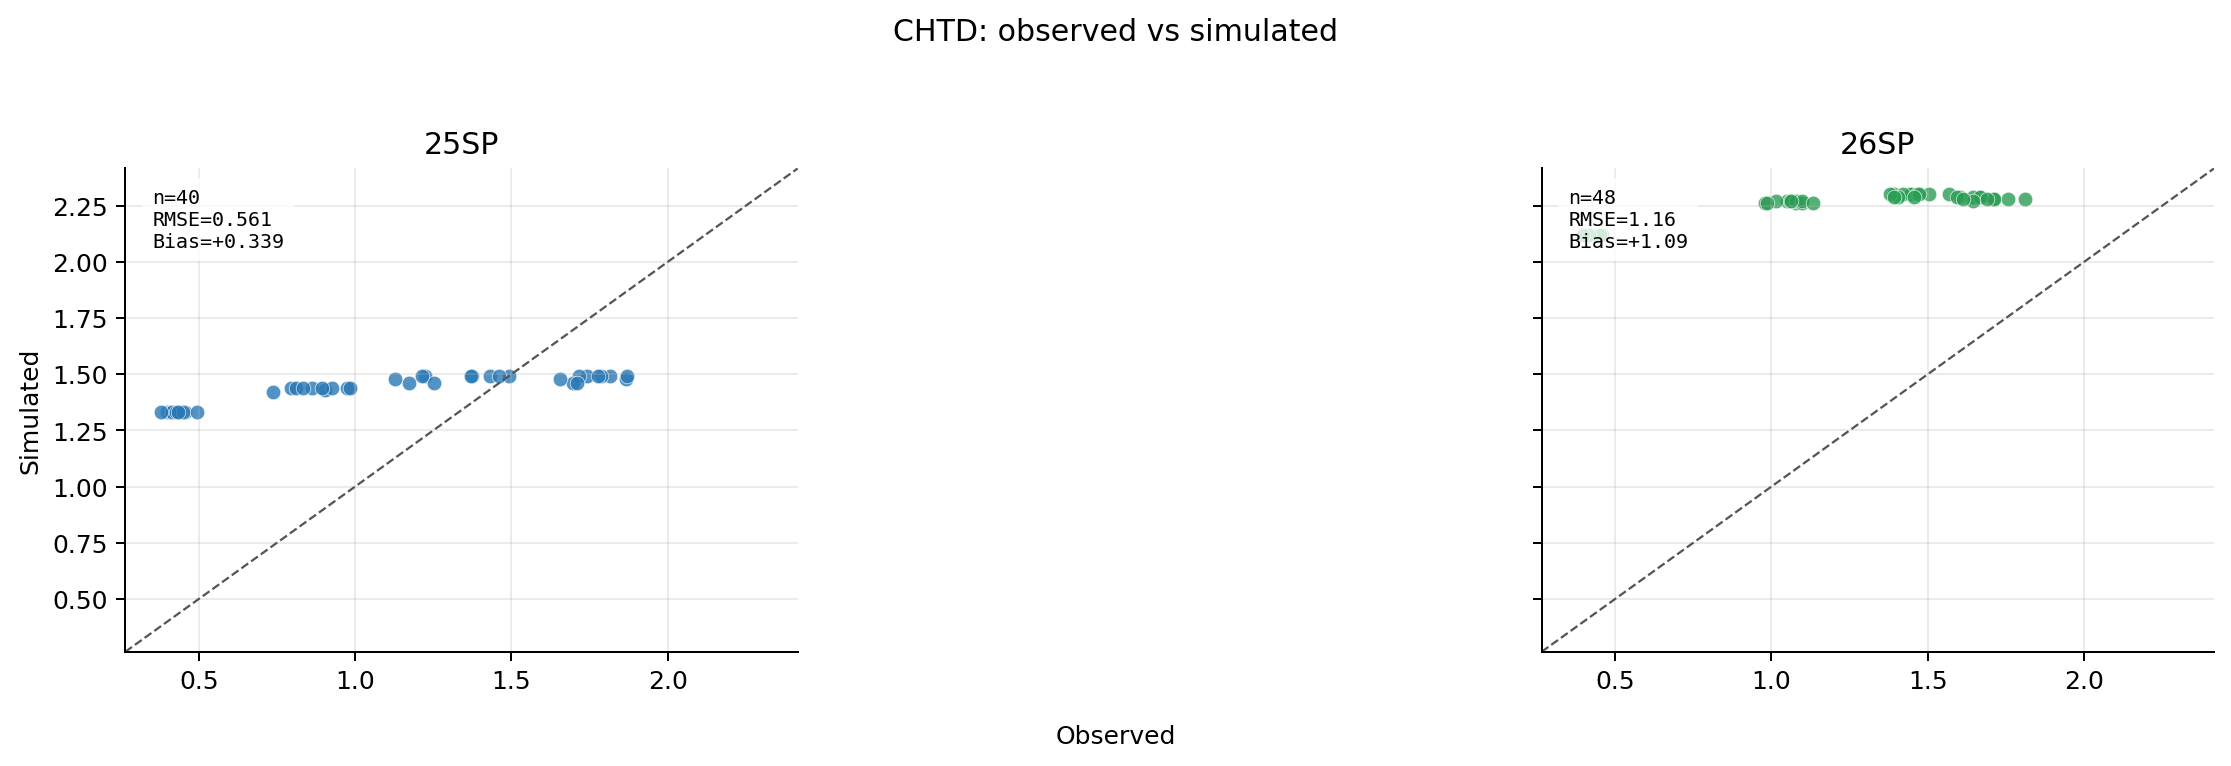 CHTD: observed vs simulated
25SP
n=40
RMSE=0.561
Bias=+0.339
2.25
2.00
1.75
1.50
1.25
1.00
0.75
0.50
Simulated
0.5 1.0 1.5 2.0
26SP
n=48
RMSE=1.16
Bias=+1.09
0.5 1.0 1.5 2.0
Observed